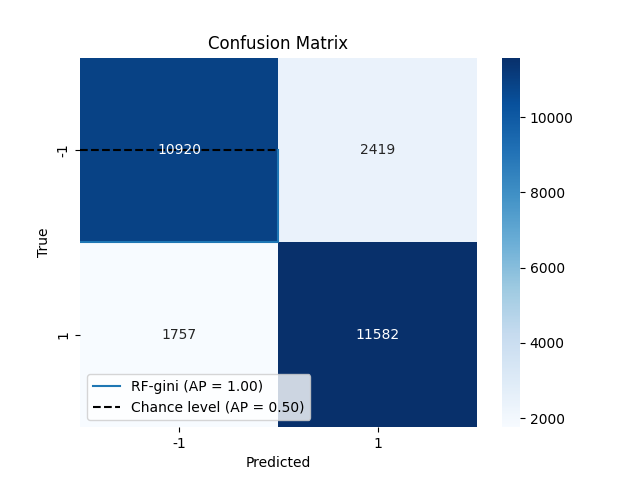 Confusion Matrix
True
-1
1
10920
2419
1757
11582
RF-gini (AP = 1.00)
Chance level (AP = 0.50)
-1
1
Predicted
10000
8000
6000
4000
2000